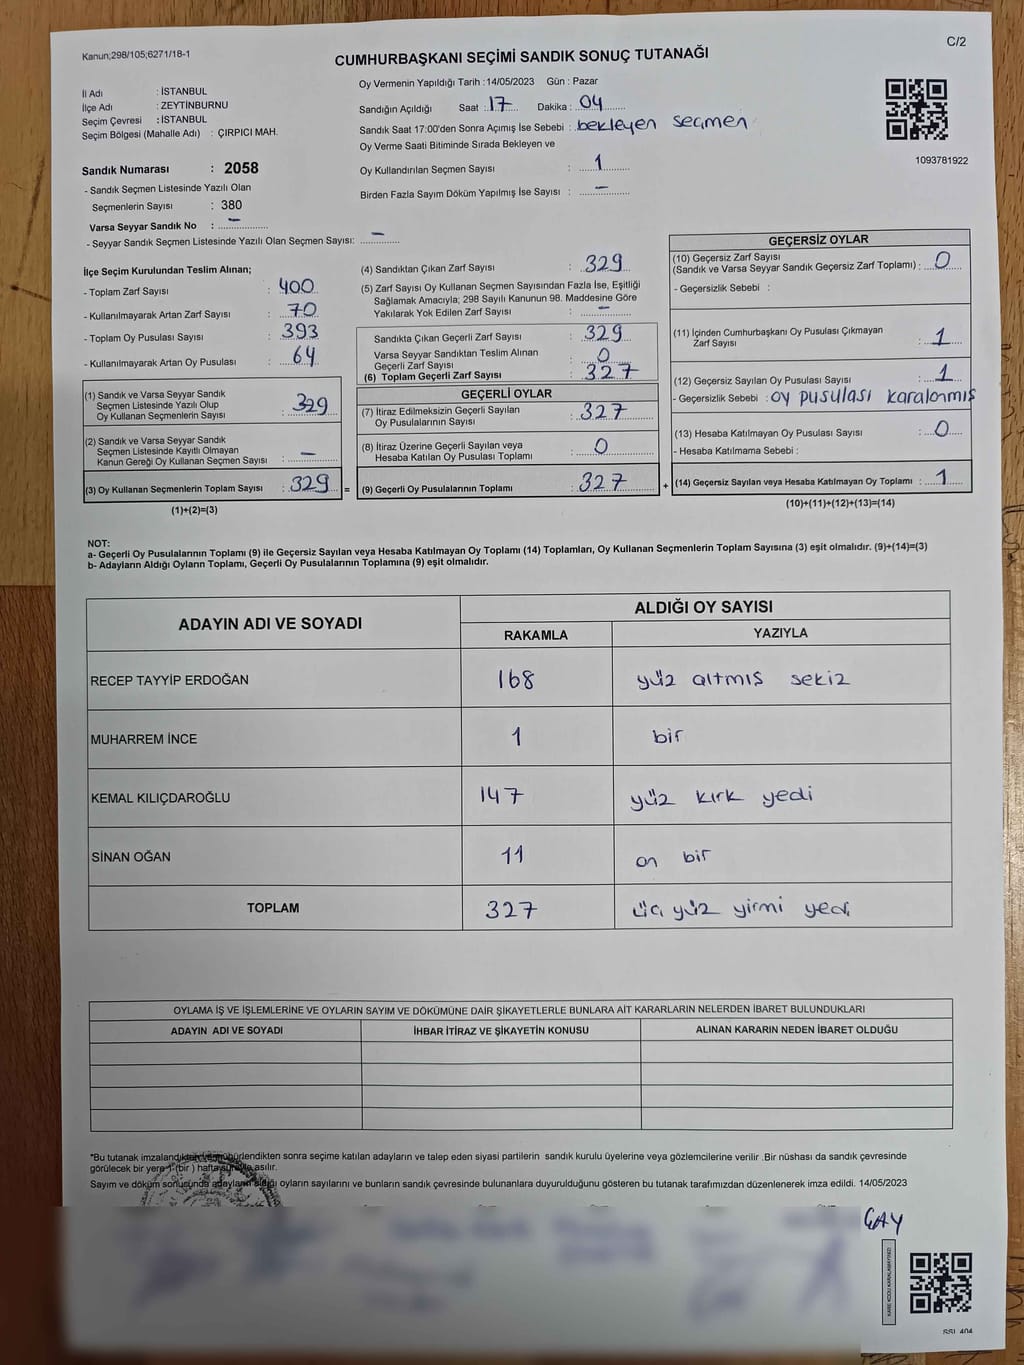 Kanun;298/105;6271/18-1
C/2
CUMHURBAŞKANI SEÇİMİ SANDIK SONUÇ TUTANAĞI
İl Adı : İSTANBUL
İlçe Adı : ZEYTİNBURNU
Seçim Çevresi : İSTANBUL
Seçim Bölgesi (Mahalle Adı) : ÇIRPICI MAH.
Sandık Numarası : 2058
- Sandık Seçmen Listesinde Yazılı Olan
Seçmenlerin Sayısı : 380
Varsa Seyyar Sandık No : –
- Seyyar Sandık Seçmen Listesinde Yazılı Olan Seçmen Sayısı: –
Oy Vermenin Yapıldığı Tarih : 14/05/2023 Gün : Pazar
Sandığın Açıldığı Saat : 17 Dakika : 04
Sandık Saat 17:00'den Sonra Açımış İse Sebebi : bekleyen seçmen
Oy Verme Saati Bitiminde Sırada Bekleyen ve
Oy Kullandırılan Seçmen Sayısı : 1
Birden Fazla Sayım Döküm Yapılmış İse Sayısı : –
1093781922
İlçe Seçim Kurulundan Teslim Alınan;
- Toplam Zarf Sayısı : 400
- Kullanılmayarak Artan Zarf Sayısı : 70
- Toplam Oy Pusulası Sayısı : 393
- Kullanılmayarak Artan Oy Pusulası : 64
(1) Sandık ve Varsa Seyyar Sandık
Seçmen Listesinde Yazılı Olup
Oy Kullanan Seçmenlerin Sayısı : 329
(2) Sandık ve Varsa Seyyar Sandık
Seçmen Listesinde Kayıtlı Olmayan
Kanun Gereği Oy Kullanan Seçmen Sayısı : –
(3) Oy Kullanan Seçmenlerin Toplam Sayısı : 329 =
(1)+(2)=(3)
(4) Sandıktan Çıkan Zarf Sayısı : 329
(5) Zarf Sayısı Oy Kullanan Seçmen Sayısından Fazla İse, Eşitliği
Sağlamak Amacıyla; 298 Sayılı Kanunun 98. Maddesine Göre
Yakılarak Yok Edilen Zarf Sayısı : –
Sandıkta Çıkan Geçerli Zarf Sayısı : 329
Varsa Seyyar Sandıktan Teslim Alınan
Geçerli Zarf Sayısı : 0
(6) Toplam Geçerli Zarf Sayısı : 327
GEÇERLİ OYLAR
(7) İtiraz Edilmeksizin Geçerli Sayılan
Oy Pusulalarının Sayısı : 327
(8) İtiraz Üzerine Geçerli Sayılan veya
Hesaba Katılan Oy Pusulası Toplamı : 0
(9) Geçerli Oy Pusulalarının Toplamı : 327 +
GEÇERSİZ OYLAR
(10) Geçersiz Zarf Sayısı
(Sandık ve Varsa Seyyar Sandık Geçersiz Zarf Toplamı) : 0
- Geçersizlik Sebebi :
(11) İçinden Cumhurbaşkanı Oy Pusulası Çıkmayan
Zarf Sayısı : 1
(12) Geçersiz Sayılan Oy Pusulası Sayısı : 1
- Geçersizlik Sebebi : oy pusulası karalanmış
(13) Hesaba Katılmayan Oy Pusulası Sayısı : 0
- Hesaba Katılmama Sebebi :
(14) Geçersiz Sayılan veya Hesaba Katılmayan Oy Toplamı : 1
(10)+(11)+(12)+(13)=(14)
NOT:
a- Geçerli Oy Pusulalarının Toplamı (9) ile Geçersiz Sayılan veya Hesaba Katılmayan Oy Toplamı (14) Toplamları, Oy Kullanan Seçmenlerin Toplam Sayısına (3) eşit olmalıdır. (9)+(14)=(3)
b- Adayların Aldığı Oyların Toplamı, Geçerli Oy Pusulalarının Toplamına (9) eşit olmalıdır.
ADAYIN ADI VE SOYADI
ALDIĞI OY SAYISI
RAKAMLA YAZIYLA
RECEP TAYYİP ERDOĞAN 168 yüz altmış sekiz
MUHARREM İNCE 1 bir
KEMAL KILIÇDAROĞLU 147 yüz kırk yedi
SİNAN OĞAN 11 on bir
TOPLAM 327 üç yüz yirmi yedi
OYLAMA İŞ VE İŞLEMLERİNE VE OYLARIN SAYIM VE DÖKÜMÜNE DAİR ŞİKAYETLERLE BUNLARA AİT KARARLARIN NELERDEN İBARET BULUNDUKLARI
ADAYIN ADI VE SOYADI İHBAR İTİRAZ VE ŞİKAYETİN KONUSU ALINAN KARARIN NEDEN İBARET OLDUĞU
*Bu tutanak imzalandıktan ve mühürlendikten sonra seçime katılan adayların ve talep eden siyasi partilerin sandık kurulu üyelerine veya gözlemcilerine verilir .Bir nüshası da sandık çevresinde
görülecek bir yere 1 (bir ) hafta süreyle asılır.
Sayım ve döküm sonucunda adayların aldığı oyların sayılarını ve bunların sandık çevresinde bulunanlara duyurulduğunu gösteren bu tutanak tarafımızdan düzenlenerek imza edildi. 14/05/2023
KARE KODU KARALAMAYINIZ!